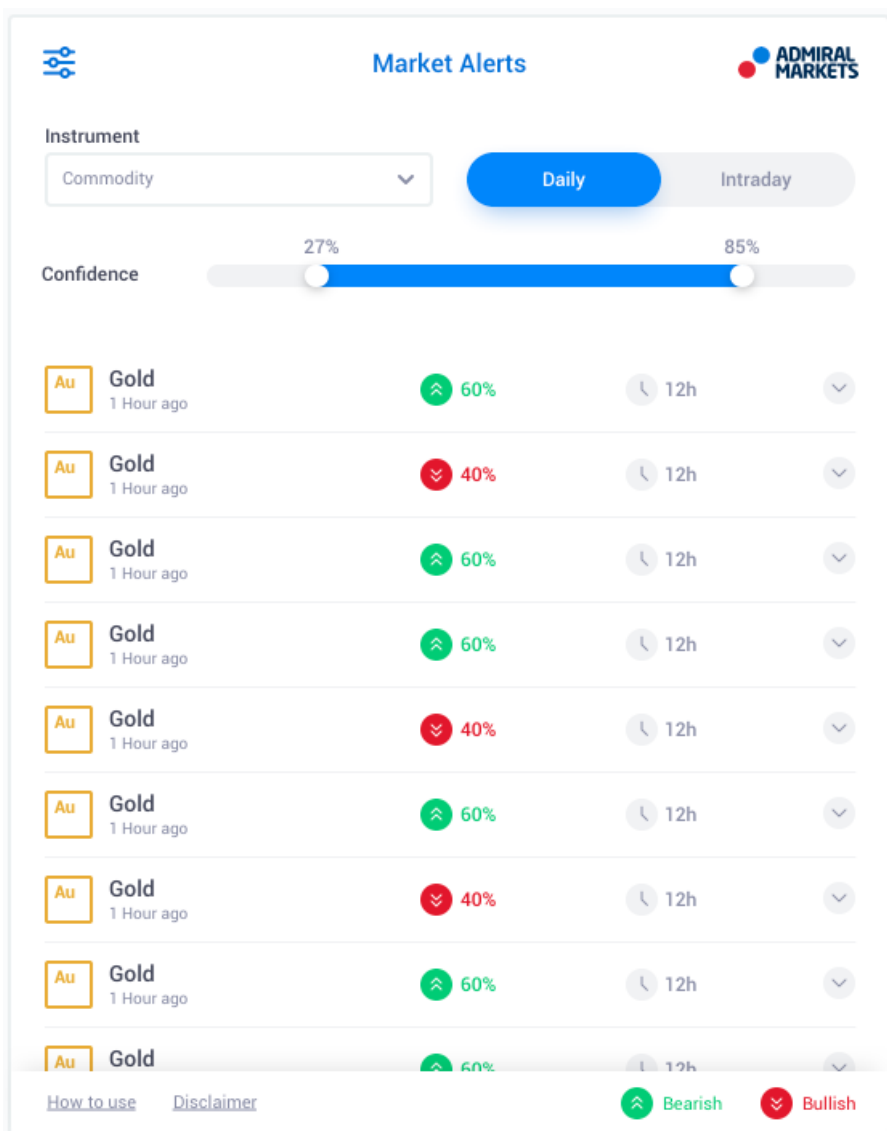 Market Alerts
ADMIRAL
MARKETS
Instrument
Commodity
Daily
Intraday
27%
85%
Confidence
Au
Gold
60%
12h
1 Hour ago
Au
Gold
40%
12h
1 Hour ago
Au
Gold
60%
12h
1 Hour ago
Au
Gold
60%
12h
1 Hour ago
Au
Gold
40%
12h
1 Hour ago
Au
Gold
60%
12h
1 Hour ago
Au
Gold
40%
12h
1 Hour ago
Au
Gold
60%
12h
1 Hour ago
Au
Gold
60%
12h
How to use
Disclaimer
Bearish
Bullish